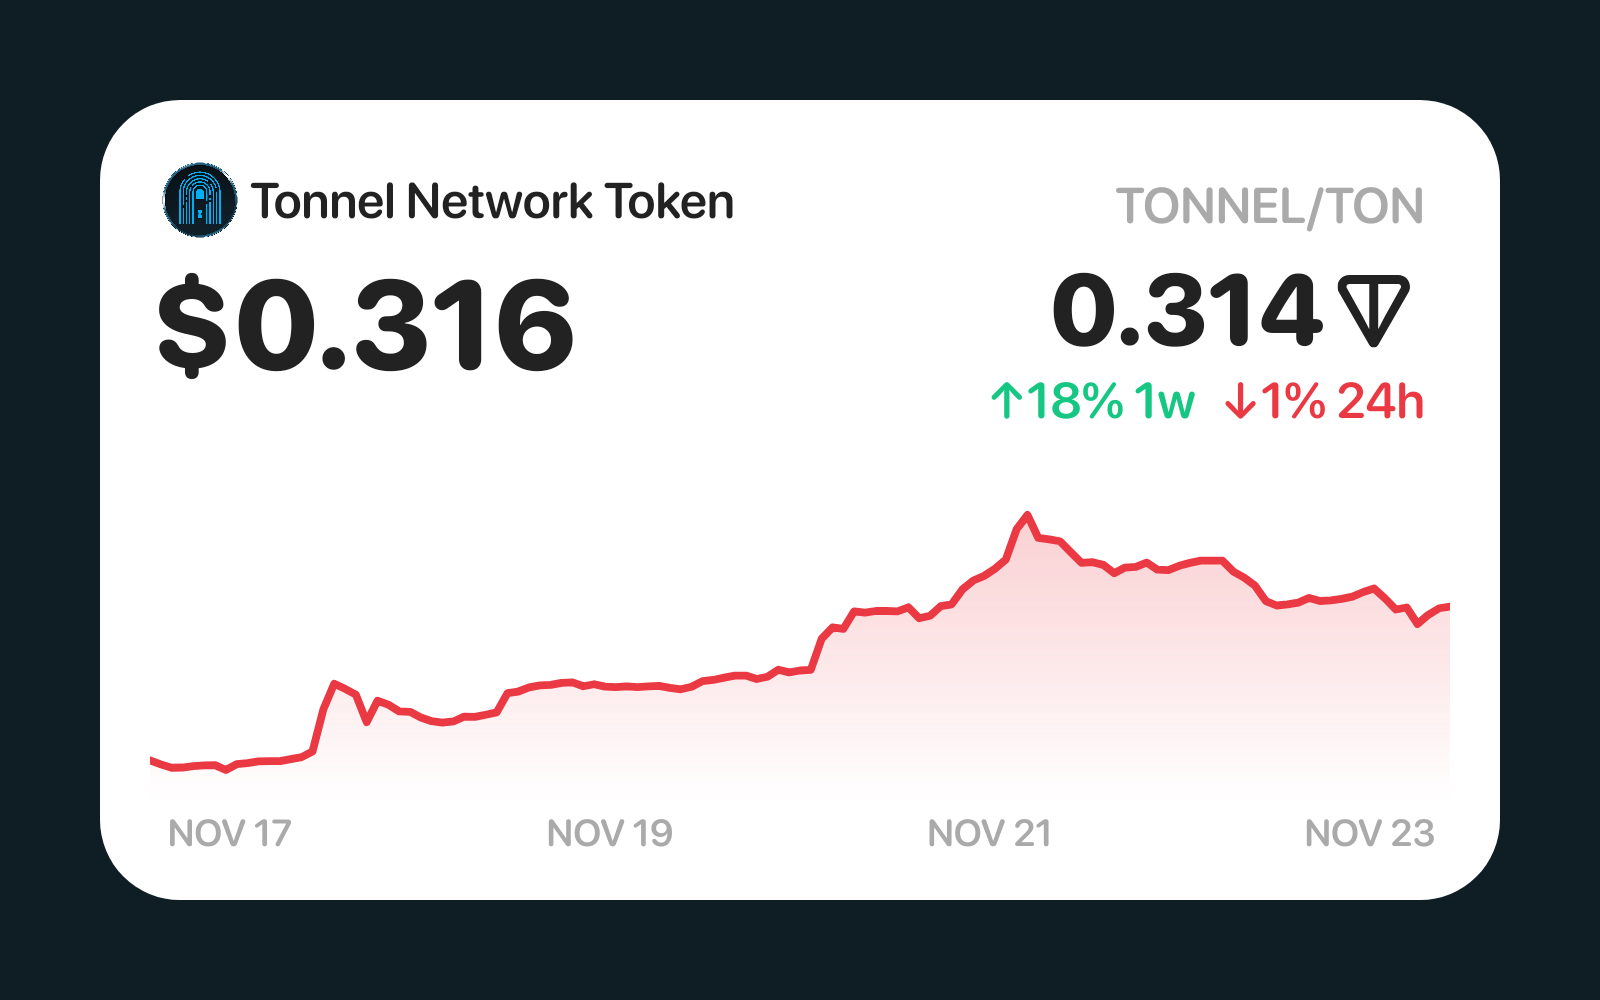 Tonnel Network Token
TONNEL/TON
$0.316
0.314
↑18% 1w ↓1% 24h
NOV 17 NOV 19 NOV 21 NOV 23